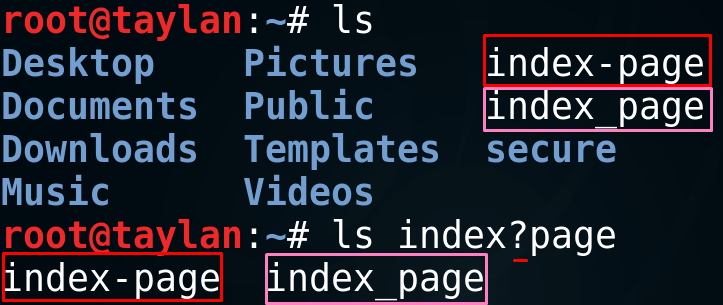 root@taylan:~# ls
Desktop Pictures index-page
Documents Public index_page
Downloads Templates secure
Music Videos
root@taylan:~# ls index?page
index-page index_page